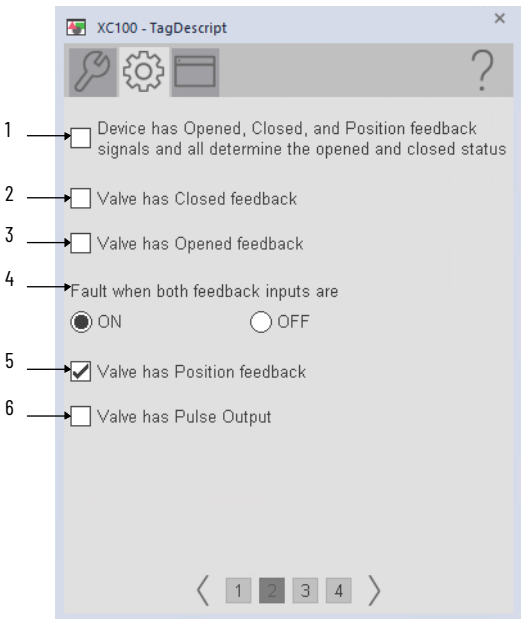 XC100 - TagDescript
×
?
1 Device has Opened, Closed, and Position feedback
signals and all determine the opened and closed status
2 Valve has Closed feedback
3 Valve has Opened feedback
4 Fault when both feedback inputs are
ON OFF
5 Valve has Position feedback
6 Valve has Pulse Output
1 2 3 4